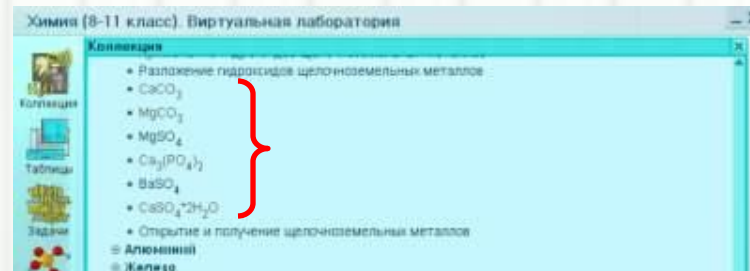 Химия (8-11 класс). Виртуальная лаборатория
Коллекция
• Разложение гидроксидов щелочноземельных металлов
Коллекция
• CaCO₃
• MgCO₃
• MgSO₄
Таблицы
• Ca₃(PO₄)₂
• BaSO₄
• CaSO₄*2H₂O
Задачи
• Открытие и получение щелочноземельных металлов
Алюминий
Железо